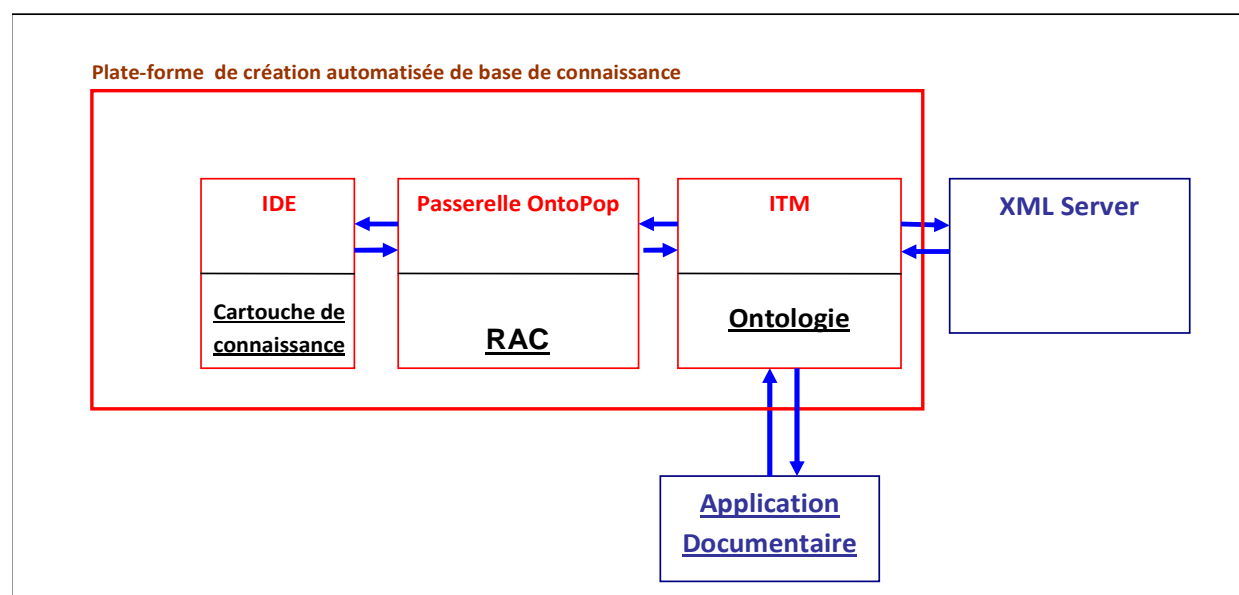 Plate-forme de création automatisée de base de connaissance
IDE
Passerelle OntoPop
ITM
XML Server
Cartouche de
connaissance
RAC
Ontologie
Application
Documentaire